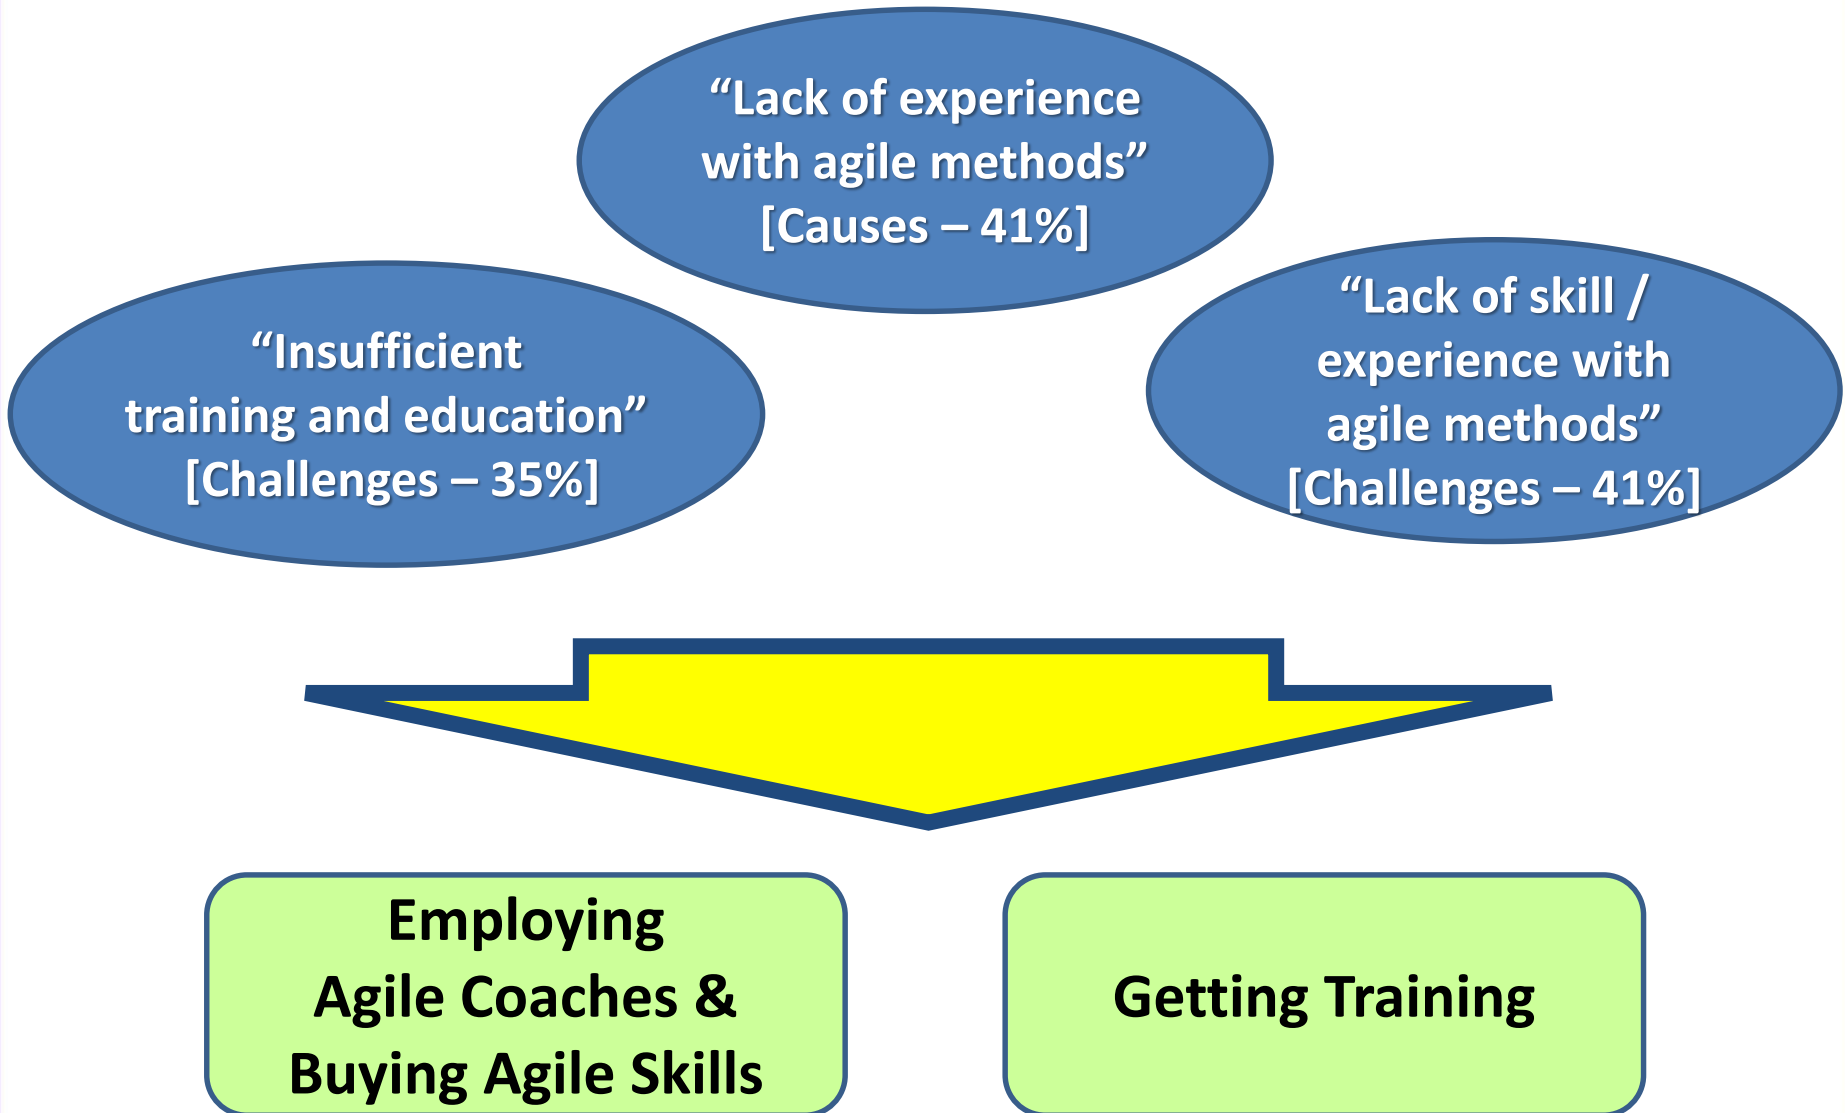 “Lack of experience
with agile methods”
[Causes – 41%]
“Insufficient
training and education”
[Challenges – 35%]
“Lack of skill /
experience with
agile methods”
[Challenges – 41%]
Employing
Agile Coaches &
Buying Agile Skills
Getting Training